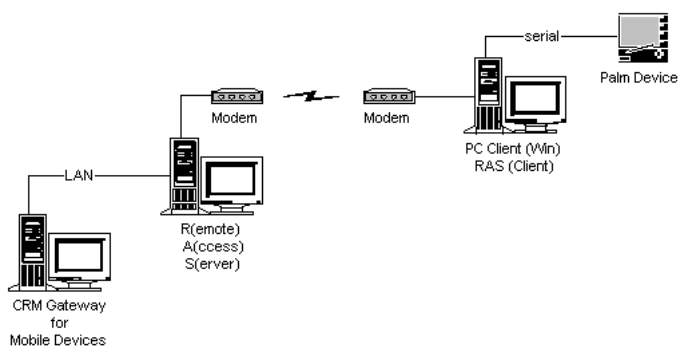 serial
Palm Device
Modem
Modem
PC Client (Win)
RAS (Client)
LAN
R(emote)
A(ccess)
S(erver)
CRM Gateway
for
Mobile Devices